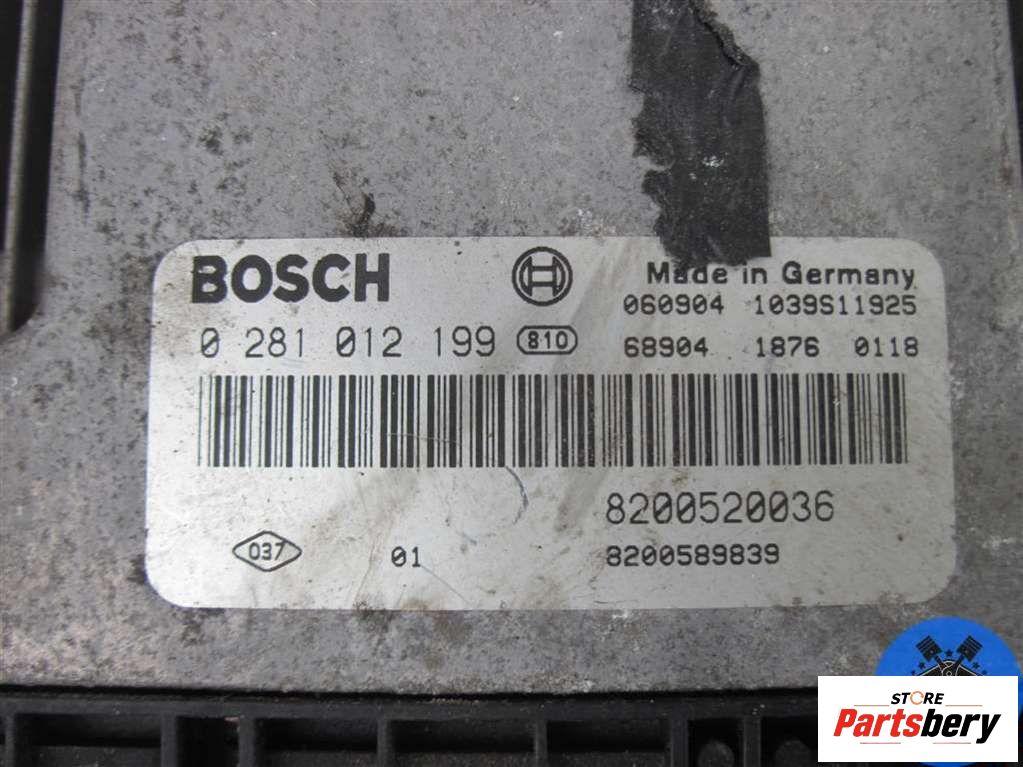 BOSCH
Made in Germany
060904 1039S11925
0 281 012 199 810
68904 1876 0118
8200520036
037 01 8200589839
STORE
Partsbery